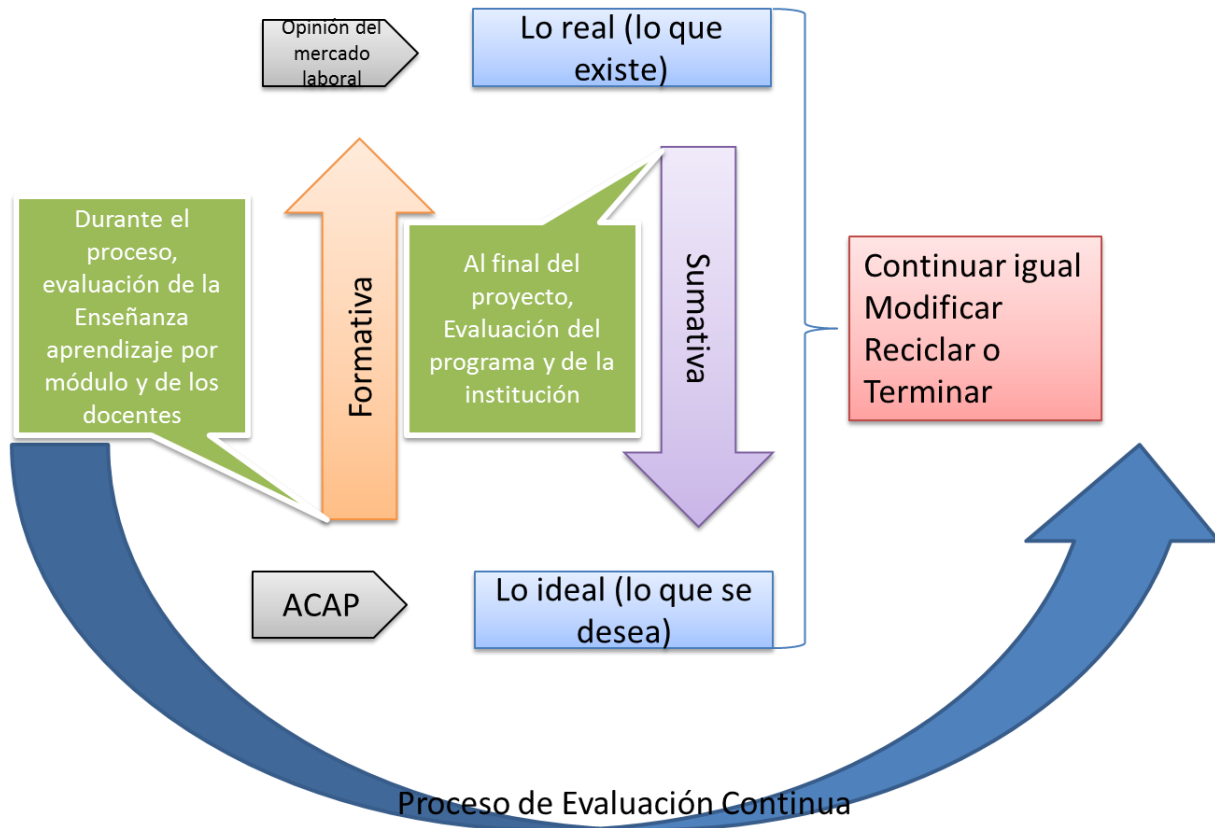 Opinión del
mercado
laboral
Lo real (lo que
existe)
Durante el
proceso,
evaluación de la
Enseñanza
aprendizaje por
módulo y de los
docentes
Formativa
Al final del
proyecto,
Evaluación del
programa y de la
institución
Sumativa
Continuar igual
Modificar
Reciclar o
Terminar
ACAP
Lo ideal (lo que se
desea)
Proceso de Evaluación Continua